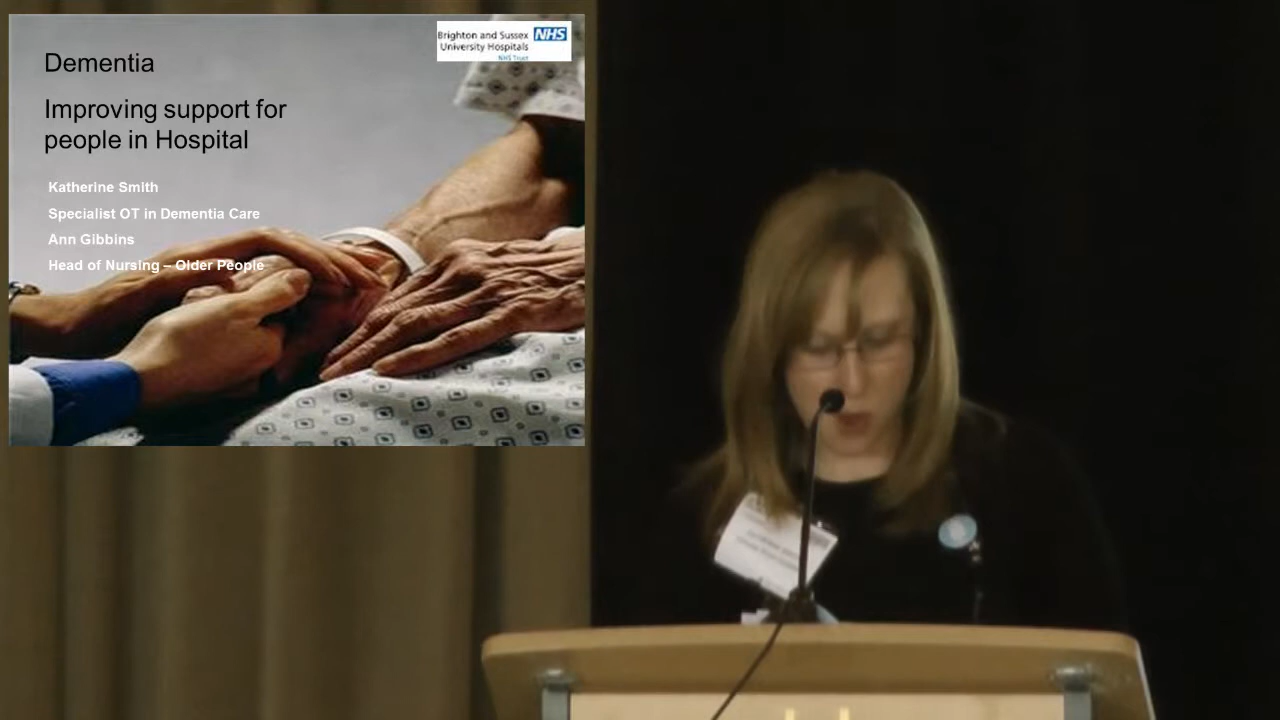 Brighton and Sussex NHS
University Hospitals
NHS Trust
Dementia
Improving support for
people in Hospital
Katherine Smith
Specialist OT in Dementia Care
Ann Gibbins
Head of Nursing – Older People